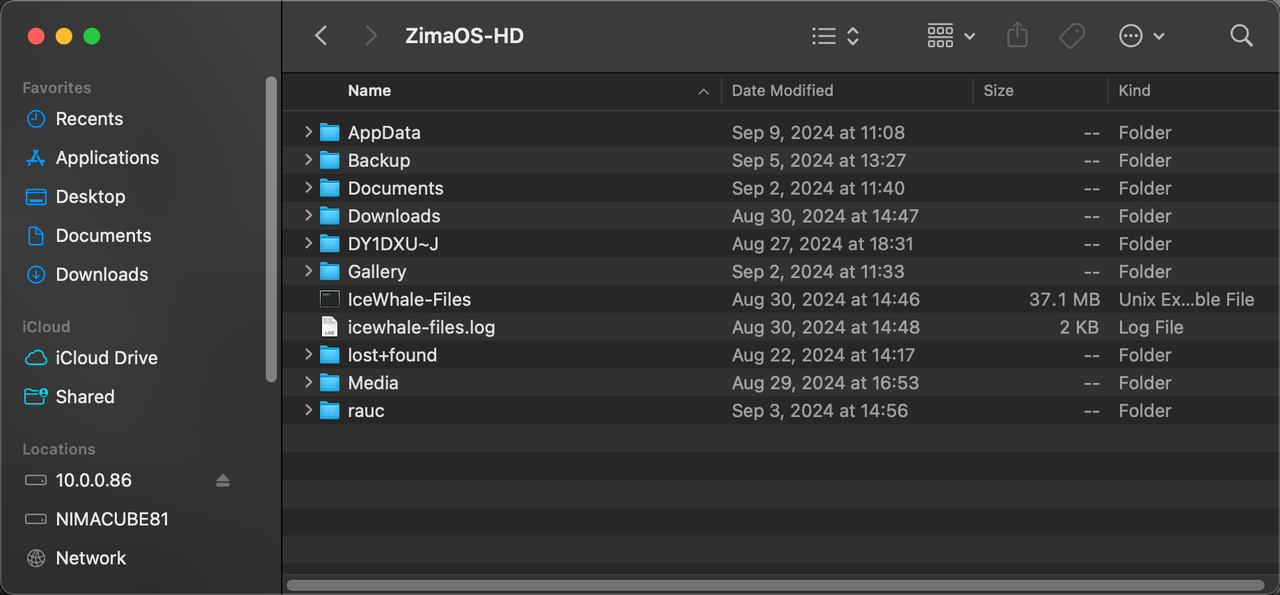 ZimaOS-HD
Favorites
Recents
Applications
Desktop
Documents
Downloads
iCloud
iCloud Drive
Shared
Locations
10.0.0.86
NIMACUBE81
Network
Name Date Modified Size Kind
AppData Sep 9, 2024 at 11:08 -- Folder
Backup Sep 5, 2024 at 13:27 -- Folder
Documents Sep 2, 2024 at 11:40 -- Folder
Downloads Aug 30, 2024 at 14:47 -- Folder
DY1DXU~J Aug 27, 2024 at 18:31 -- Folder
Gallery Sep 2, 2024 at 11:33 -- Folder
IceWhale-Files Aug 30, 2024 at 14:46 37.1 MB Unix Ex...ble File
icewhale-files.log Aug 30, 2024 at 14:48 2 KB Log File
lost+found Aug 22, 2024 at 14:17 -- Folder
Media Aug 29, 2024 at 16:53 -- Folder
rauc Sep 3, 2024 at 14:56 -- Folder